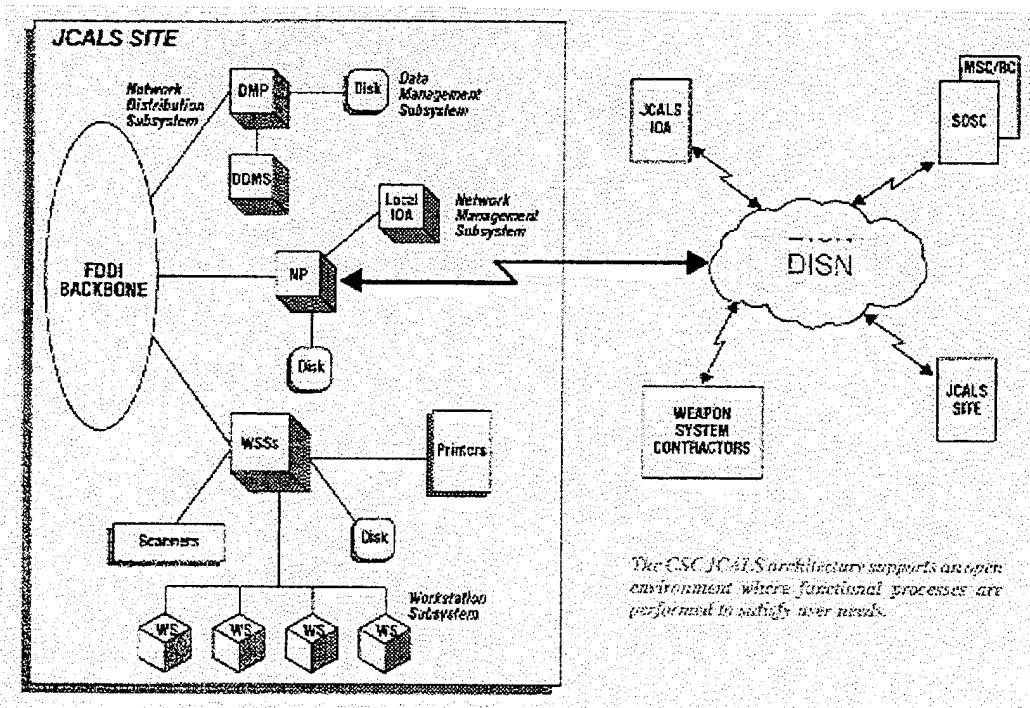 JCALS SITE
Network
Distribution
Subsystem
DMP
Disk
Data
Management
Subsystem
DDMS
Local
IOA
Network
Management
Subsystem
FDDI
BACKBONE
NP
Disk
WSSs
Printers
Scanners
Disk
Workstation
Subsystem
WS
WS
WS
WS
JCALS
IOA
MSC/RC
SOSC
DISN
WEAPON
SYSTEM
CONTRACTORS
JCALS
SITE
The CSC JCALS architecture supports an open
environment where functional processes are
performed to satisfy user needs.